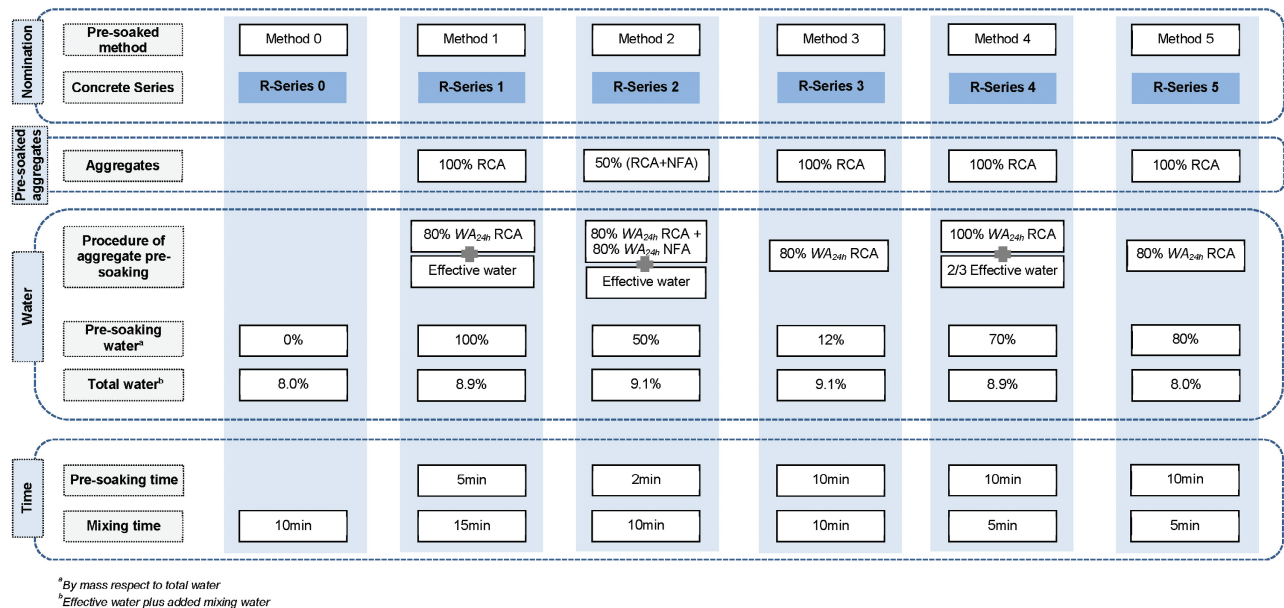 Nomination
Pre-soaked
method
Method 0
Method 1
Method 2
Method 3
Method 4
Method 5
Concrete Series
R-Series 0
R-Series 1
R-Series 2
R-Series 3
R-Series 4
R-Series 5
Pre-soaked
aggregates
Aggregates
100% RCA
50% (RCA+NFA)
100% RCA
100% RCA
100% RCA
Water
Procedure of
aggregate pre-
soaking
80% WA24h RCA
Effective water
80% WA24h RCA +
80% WA24h NFA
Effective water
80% WA24h RCA
100% WA24h RCA
2/3 Effective water
80% WA24h RCA
Pre-soaking
waterᵃ
0%
100%
50%
12%
70%
80%
Total waterᵇ
8.0%
8.9%
9.1%
9.1%
8.9%
8.0%
Time
Pre-soaking time
5min
2min
10min
10min
10min
Mixing time
10min
15min
10min
10min
5min
5min
ᵃBy mass respect to total water
ᵇEffective water plus added mixing water